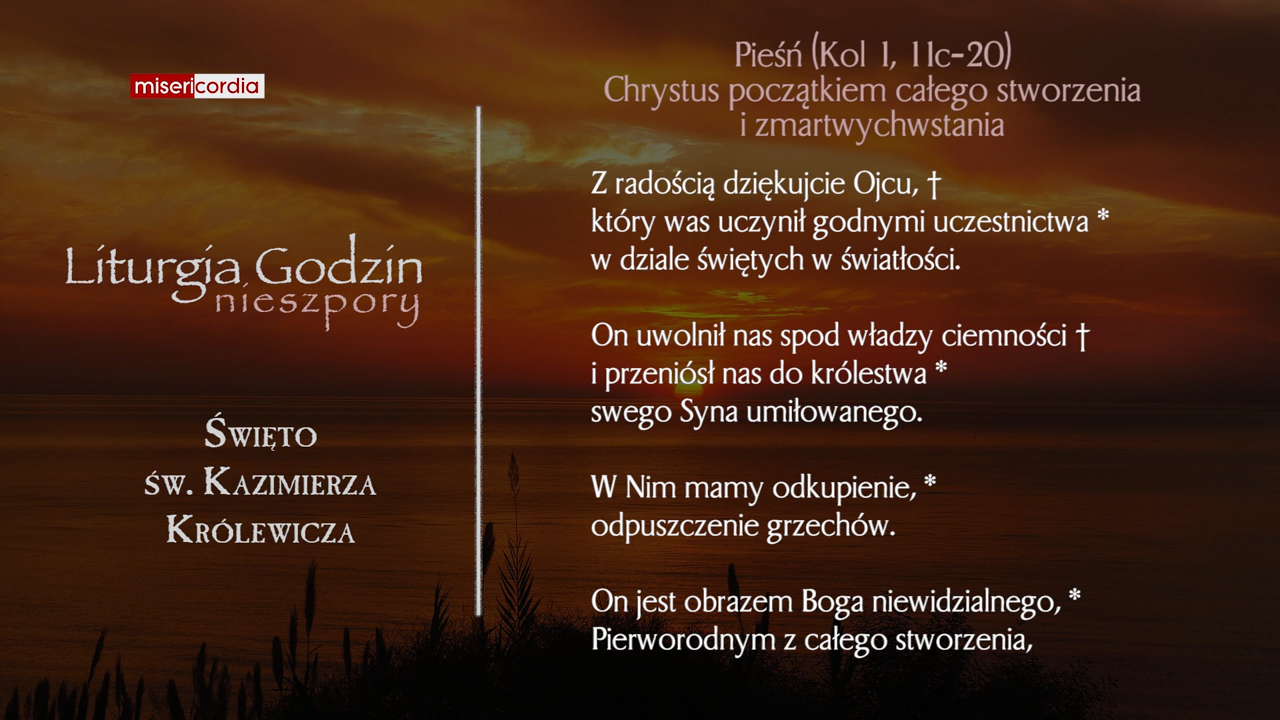 misericordia
Liturgia Godzin
nieszpory
Święto
św. Kazimierza
Królewicza
Pieśń (Kol 1, 11c-20)
Chrystus początkiem całego stworzenia
i zmartwychwstania
Z radością dziękujcie Ojcu, †
który was uczynił godnymi uczestnictwa *
w dziale świętych w światłości.
On uwolnił nas spod władzy ciemności †
i przeniósł nas do królestwa *
swego Syna umiłowanego.
W Nim mamy odkupienie, *
odpuszczenie grzechów.
On jest obrazem Boga niewidzialnego, *
Pierworodnym z całego stworzenia,